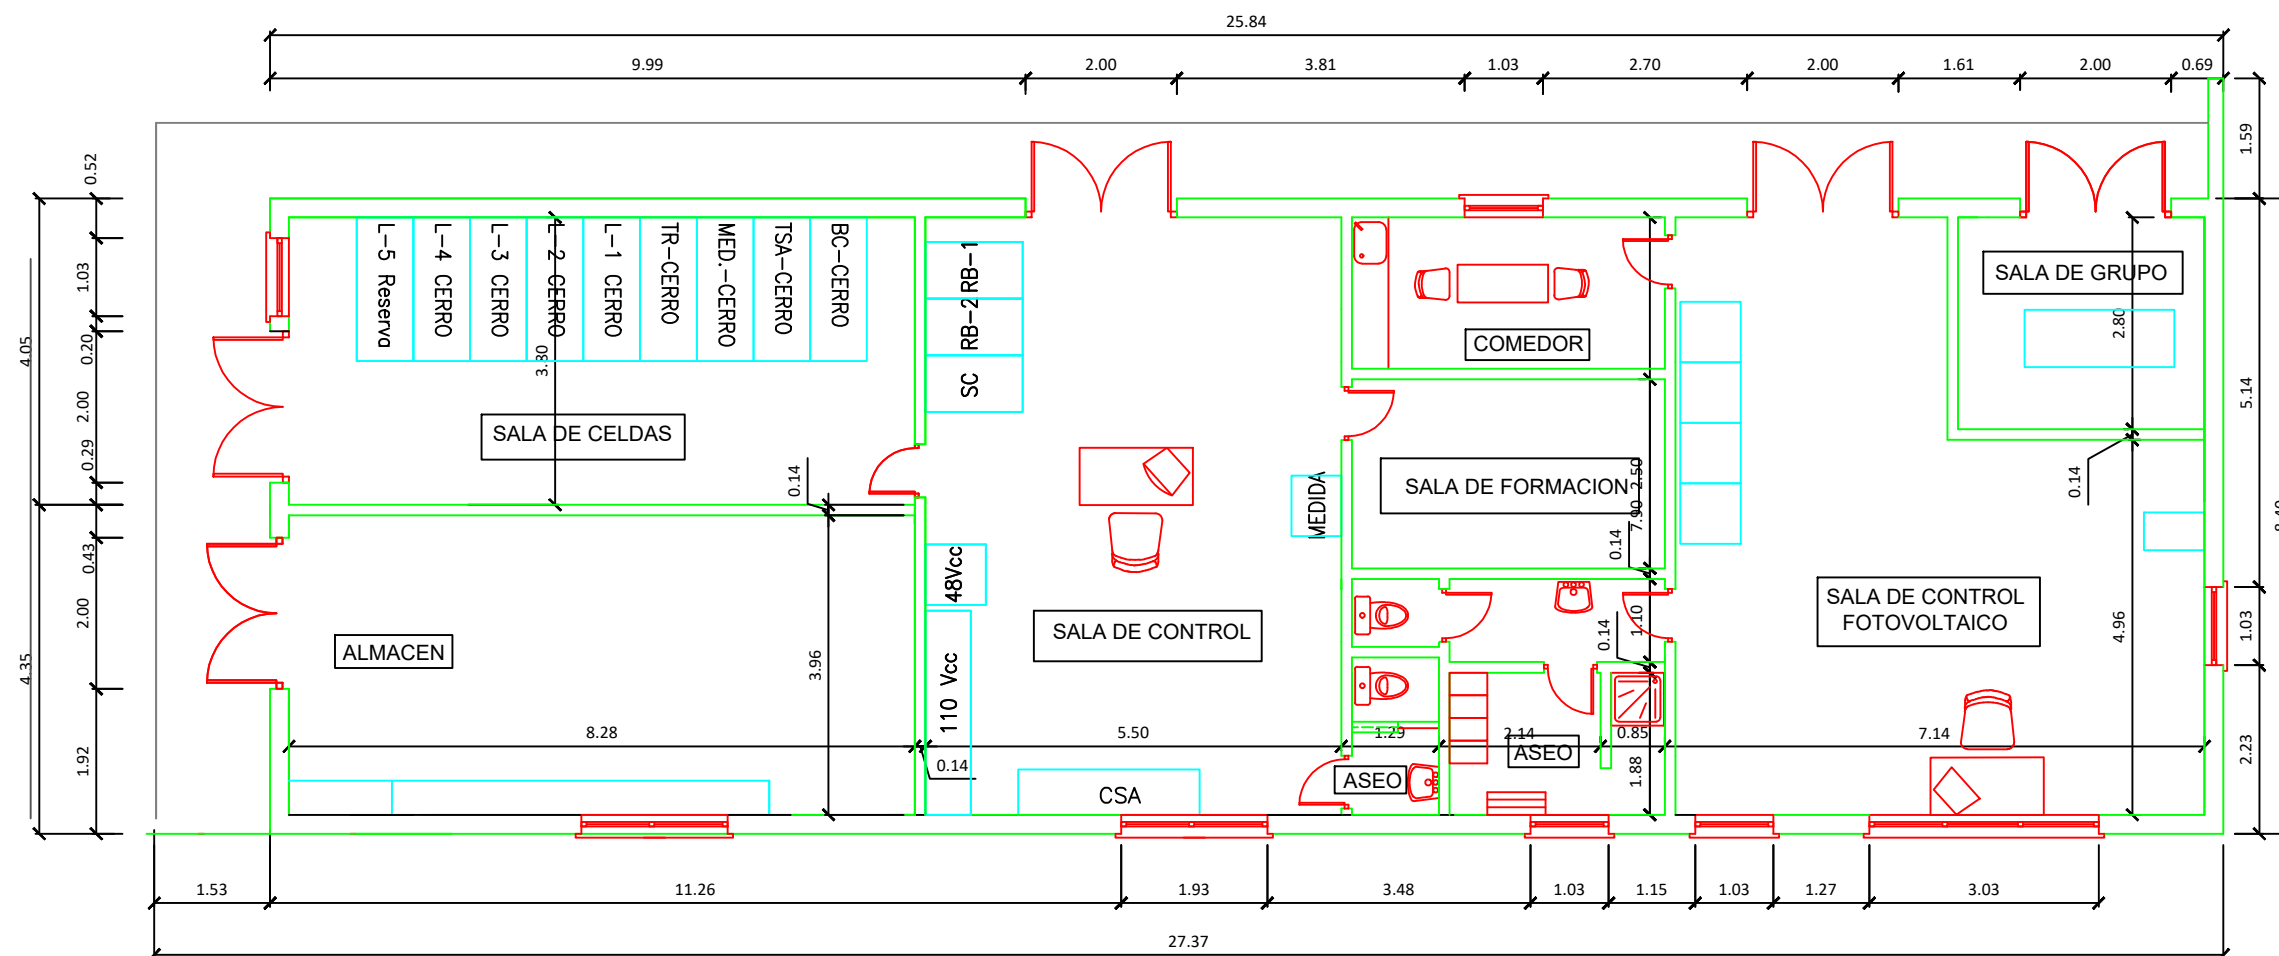 25.84
9.99
2.00
3.81
1.03
2.70
2.00
1.61
2.00
0.69
1.59
0.52
1.03
0.20
2.00
0.29
0.43
2.00
1.92
4.05
4.35
L-5 Reserva
L-4 CERRO
L-3 CERRO
L-2 CERRO
L-1 CERRO
TR-CERRO
MED.-CERRO
TSA-CERRO
BC-CERRO
3.80
SALA DE CELDAS
0.14
RB-1
RB-2
SC
COMEDOR
SALA DE GRUPO
2.80
5.14
0.14
MEDIDA
SALA DE FORMACION
2.50
7.90
0.14
48Vcc
110 Vcc
SALA DE CONTROL
ALMACEN
3.96
0.14
1.10
SALA DE CONTROL
FOTOVOLTAICO
4.96
1.03
2.23
8.28
0.14
5.50
1.29
2.14
0.85
7.14
1.88
ASEO
ASEO
CSA
1.53
11.26
1.93
3.48
1.03
1.15
1.03
1.27
3.03
27.37